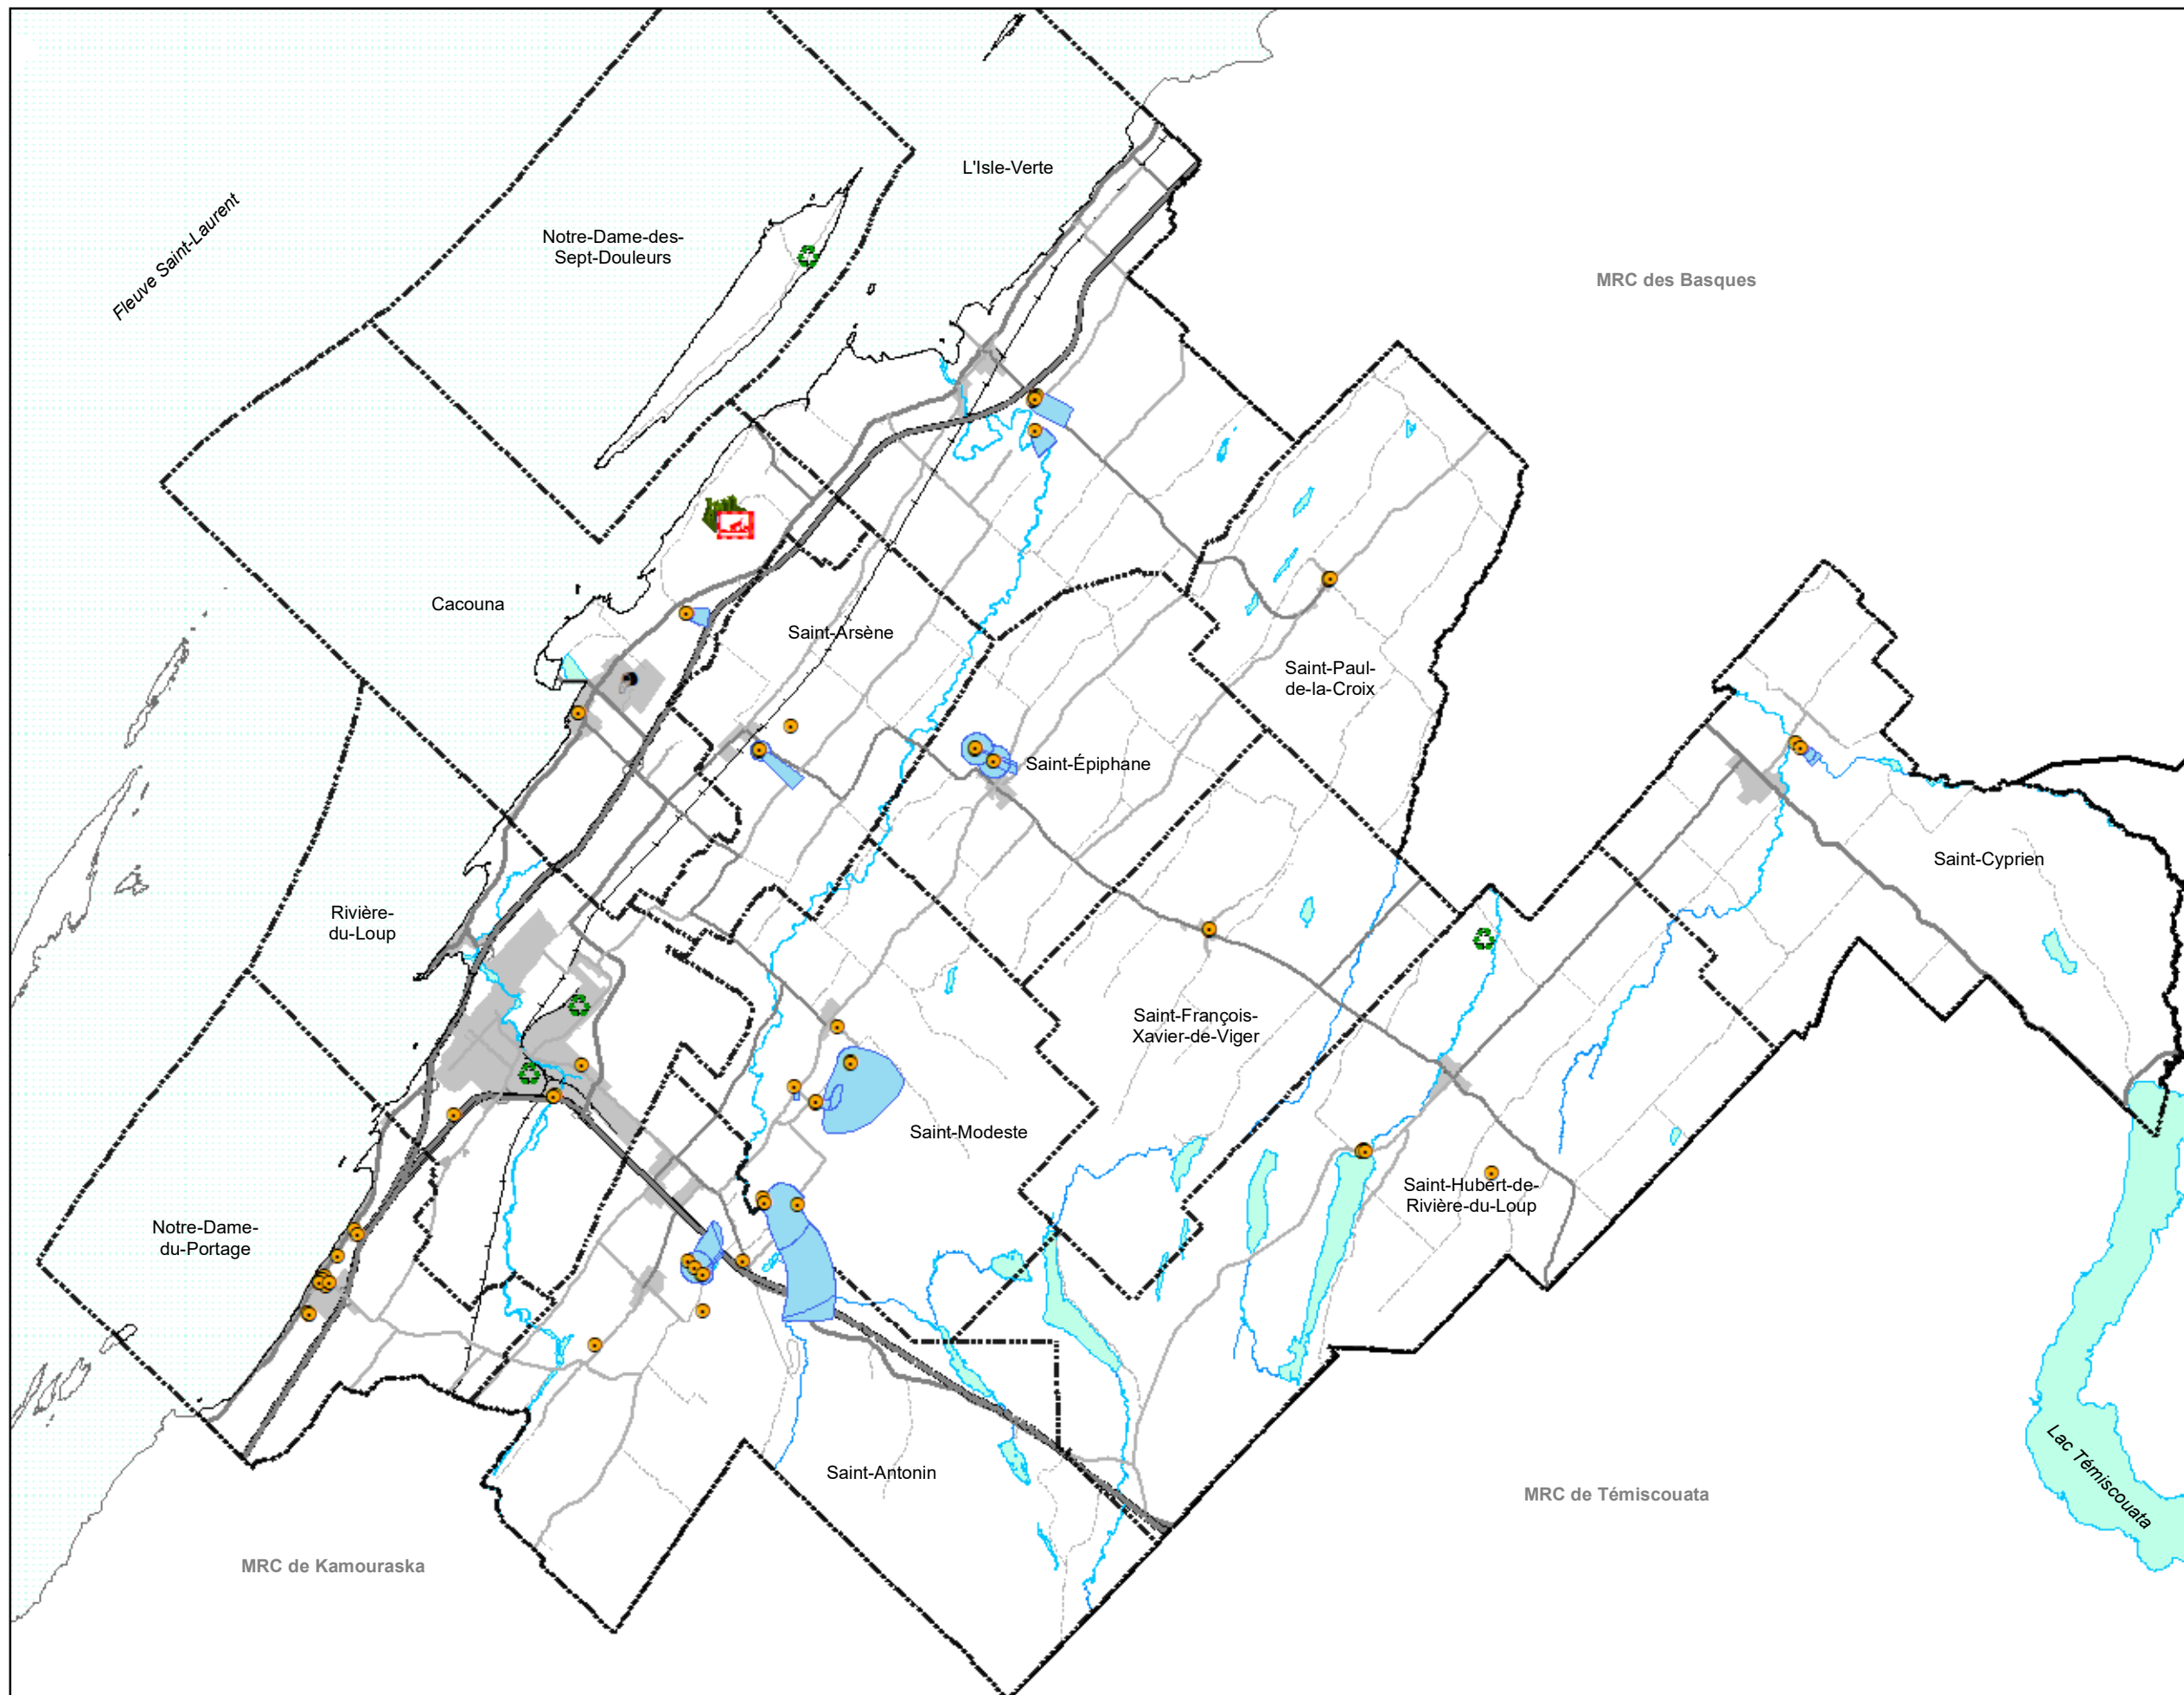 L'Isle-Verte
Fleuve Saint-Laurent
Notre-Dame-des-
Sept-Douleurs
MRC des Basques
Cacouna
Saint-Arsène
Saint-Paul-
de-la-Croix
Saint-Épiphane
Saint-Cyprien
Rivière-
du-Loup
Saint-François-
Xavier-de-Viger
Saint-Modeste
Saint-Hubert-de-
Rivière-du-Loup
Notre-Dame-
du-Portage
Saint-Antonin
Lac Témiscouata
MRC de Témiscouata
MRC de Kamouraska